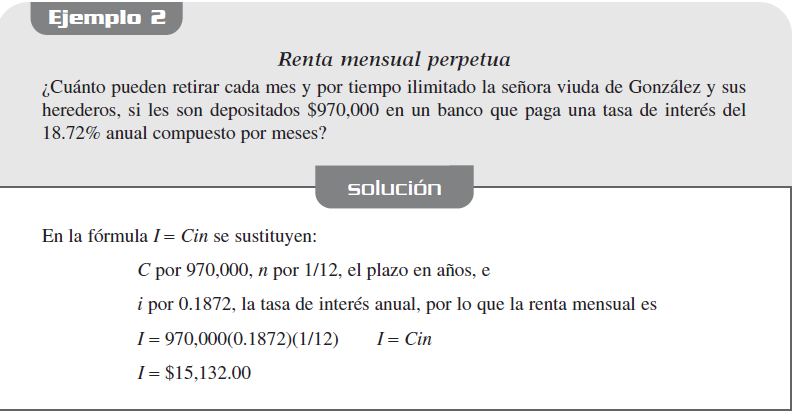 Ejemplo 2
Renta mensual perpetua
¿Cuánto pueden retirar cada mes y por tiempo ilimitado la señora viuda de González y sus
herederos, si les son depositados $970,000 en un banco que paga una tasa de interés del
18.72% anual compuesto por meses?
solución
En la fórmula I = Cin se sustituyen:
C por 970,000, n por 1/12, el plazo en años, e
i por 0.1872, la tasa de interés anual, por lo que la renta mensual es
I = 970,000(0.1872)(1/12) I = Cin
I = $15,132.00